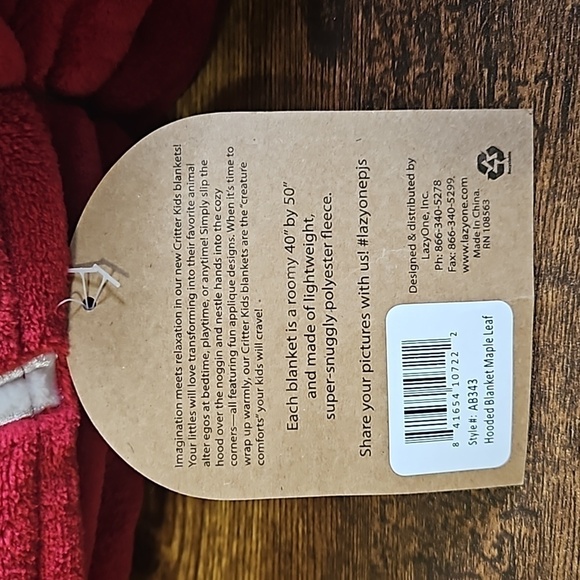 Imagination meets relaxation in our new Critter Kids blankets!
Your littles will love transforming into their favorite animal
alter egos at bedtime, playtime, or anytime! Simply slip the
hood over the noggin and nestle hands into the cozy
corners—all featuring fun applique designs. When it's time to
wrap up warmly, our Critter Kids blankets are the "creature
comforts" your kids will crave!
Each blanket is a roomy 40" by 50"
and made of lightweight,
super-snuggly polyester fleece.
Share your pictures with us! #lazyonepjs
Designed & distributed by
LazyOne, Inc.
Ph: 866-340-5278
Fax: 866-340-5299
www.lazyone.com
Made In China.
RN 108563
8 41654 10722 2
Style #: AB343
Hooded Blanket Maple Leaf